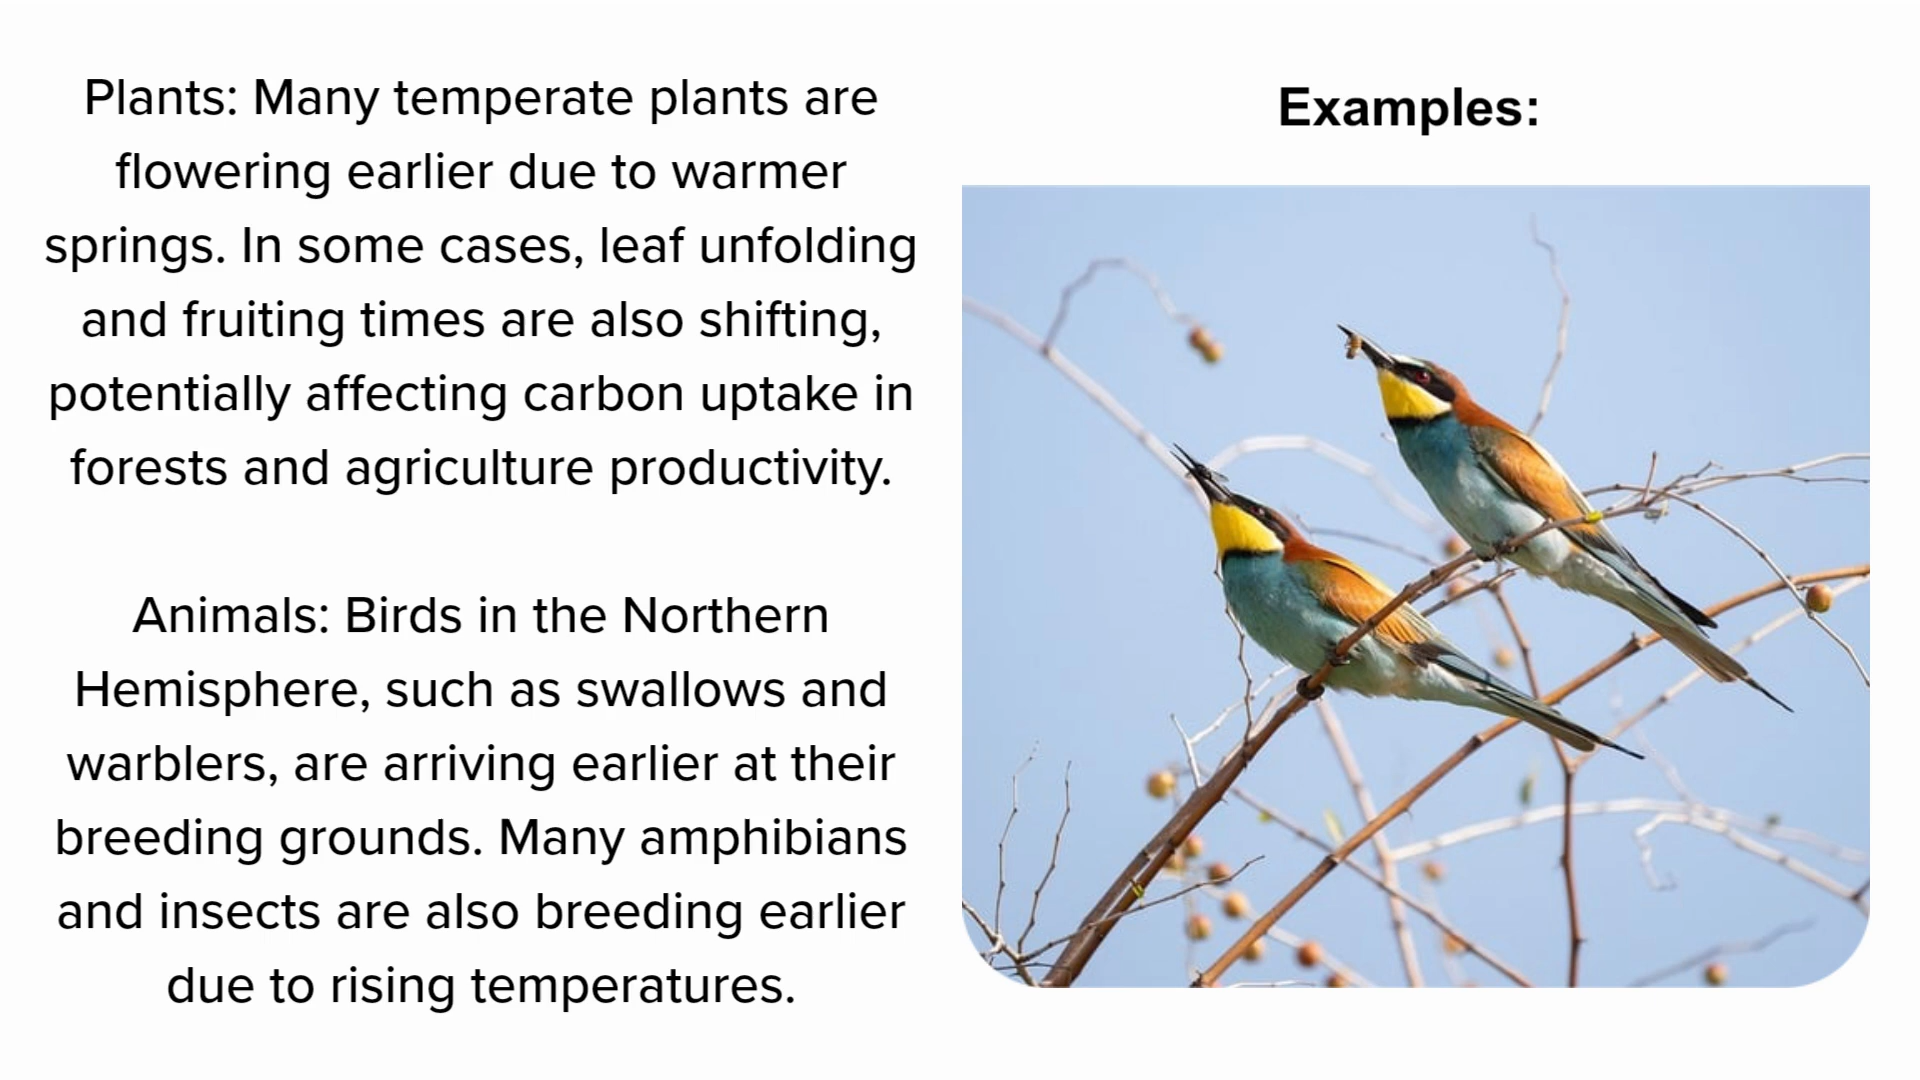 Plants: Many temperate plants are
flowering earlier due to warmer
springs. In some cases, leaf unfolding
and fruiting times are also shifting,
potentially affecting carbon uptake in
forests and agriculture productivity.
Animals: Birds in the Northern
Hemisphere, such as swallows and
warblers, are arriving earlier at their
breeding grounds. Many amphibians
and insects are also breeding earlier
due to rising temperatures.
Examples: